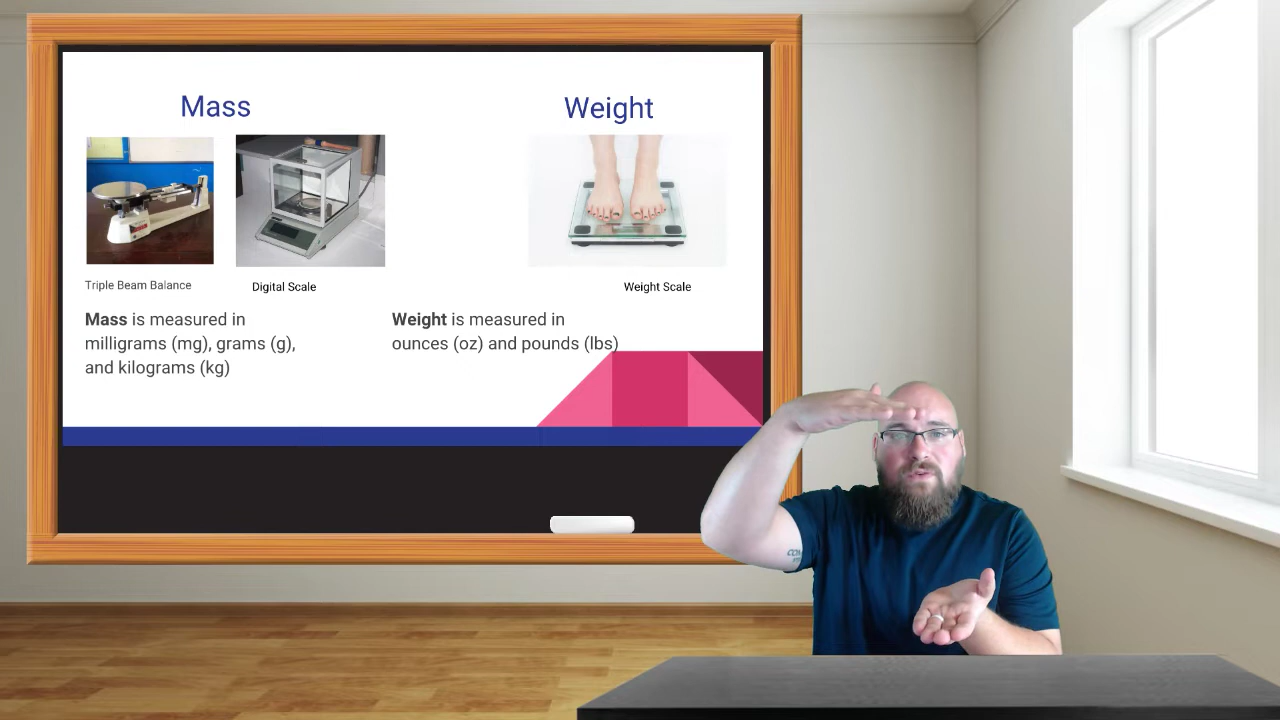 Mass
Weight
Triple Beam Balance
Digital Scale
Weight Scale
Mass is measured in
milligrams (mg), grams (g),
and kilograms (kg)
Weight is measured in
ounces (oz) and pounds (lbs)